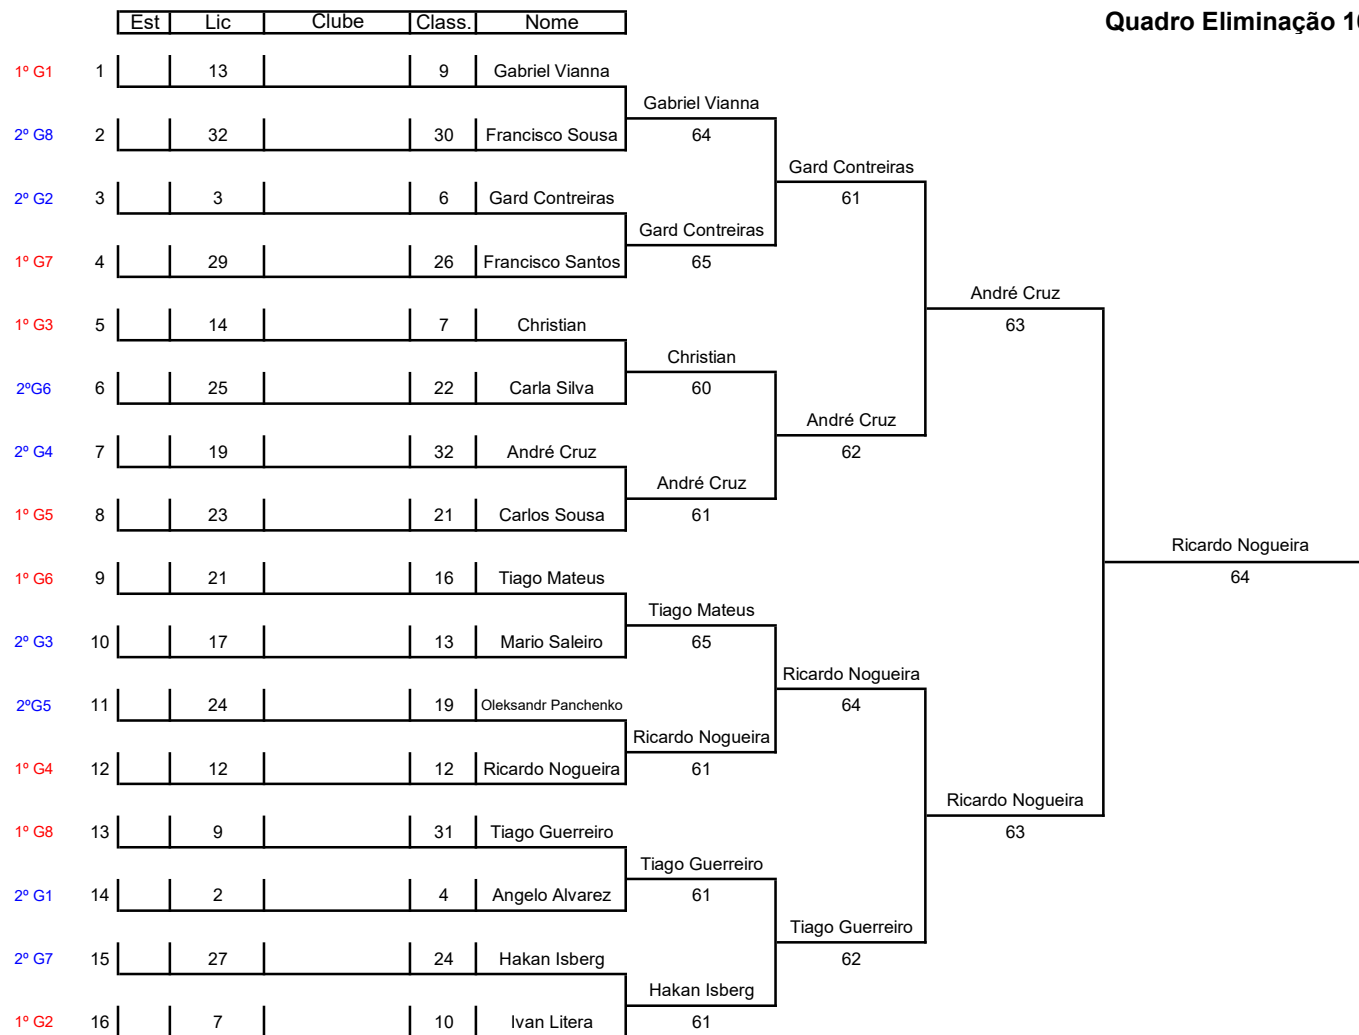 Est Lic Clube Class. Nome
Quadro Eliminação 16
1º G1 1 13 9 Gabriel Vianna
Gabriel Vianna
2º G8 2 32 30 Francisco Sousa 64
Gard Contreiras
2º G2 3 3 6 Gard Contreiras 61
Gard Contreiras
1º G7 4 29 26 Francisco Santos 65
André Cruz
1º G3 5 14 7 Christian 63
Christian
2ºG6 6 25 22 Carla Silva 60
André Cruz
2º G4 7 19 32 André Cruz 62
André Cruz
1º G5 8 23 21 Carlos Sousa 61
Ricardo Nogueira
1º G6 9 21 16 Tiago Mateus 64
Tiago Mateus
2º G3 10 17 13 Mario Saleiro 65
Ricardo Nogueira
2ºG5 11 24 19 Oleksandr Panchenko 64
Ricardo Nogueira
1º G4 12 12 12 Ricardo Nogueira 61
Ricardo Nogueira
1º G8 13 9 31 Tiago Guerreiro 63
Tiago Guerreiro
2º G1 14 2 4 Angelo Alvarez 61
Tiago Guerreiro
2º G7 15 27 24 Hakan Isberg 62
Hakan Isberg
1º G2 16 7 10 Ivan Litera 61